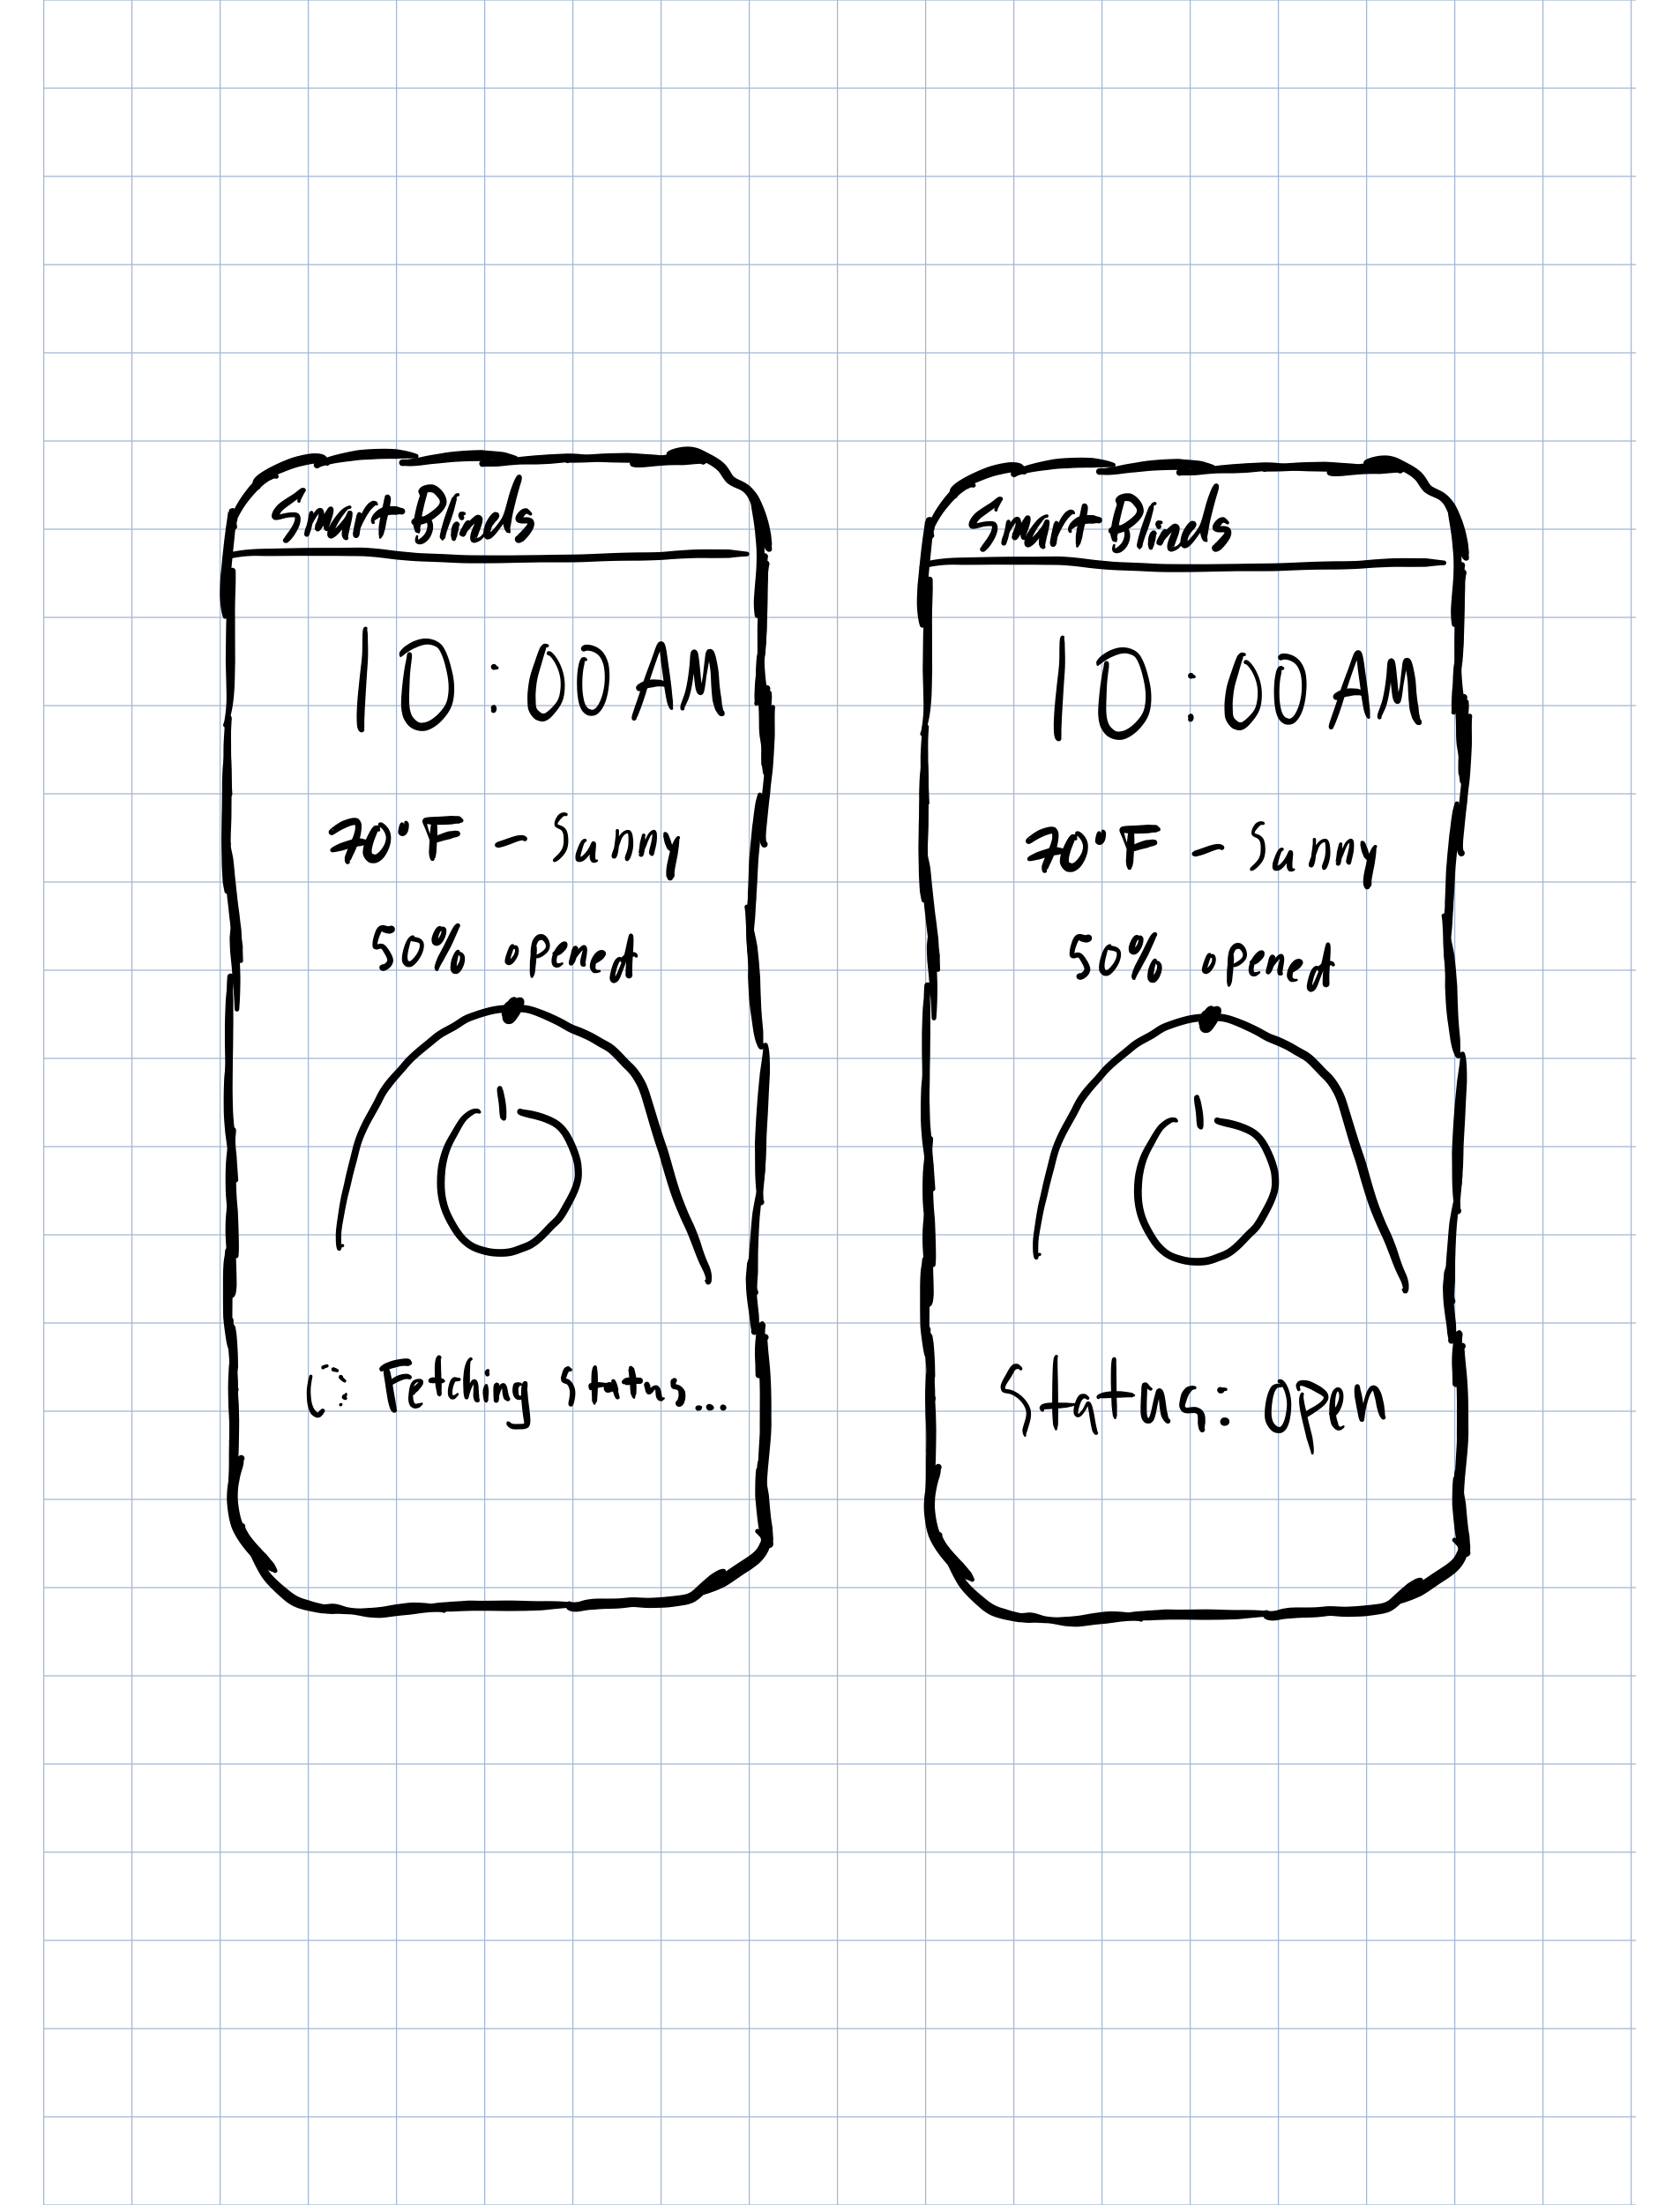 Smart Blinds
10:00 AM
70°F - Sunny
50% opened
Fetching status...
Smart Blinds
10:00 AM
70°F - Sunny
50% opened
Status: Open